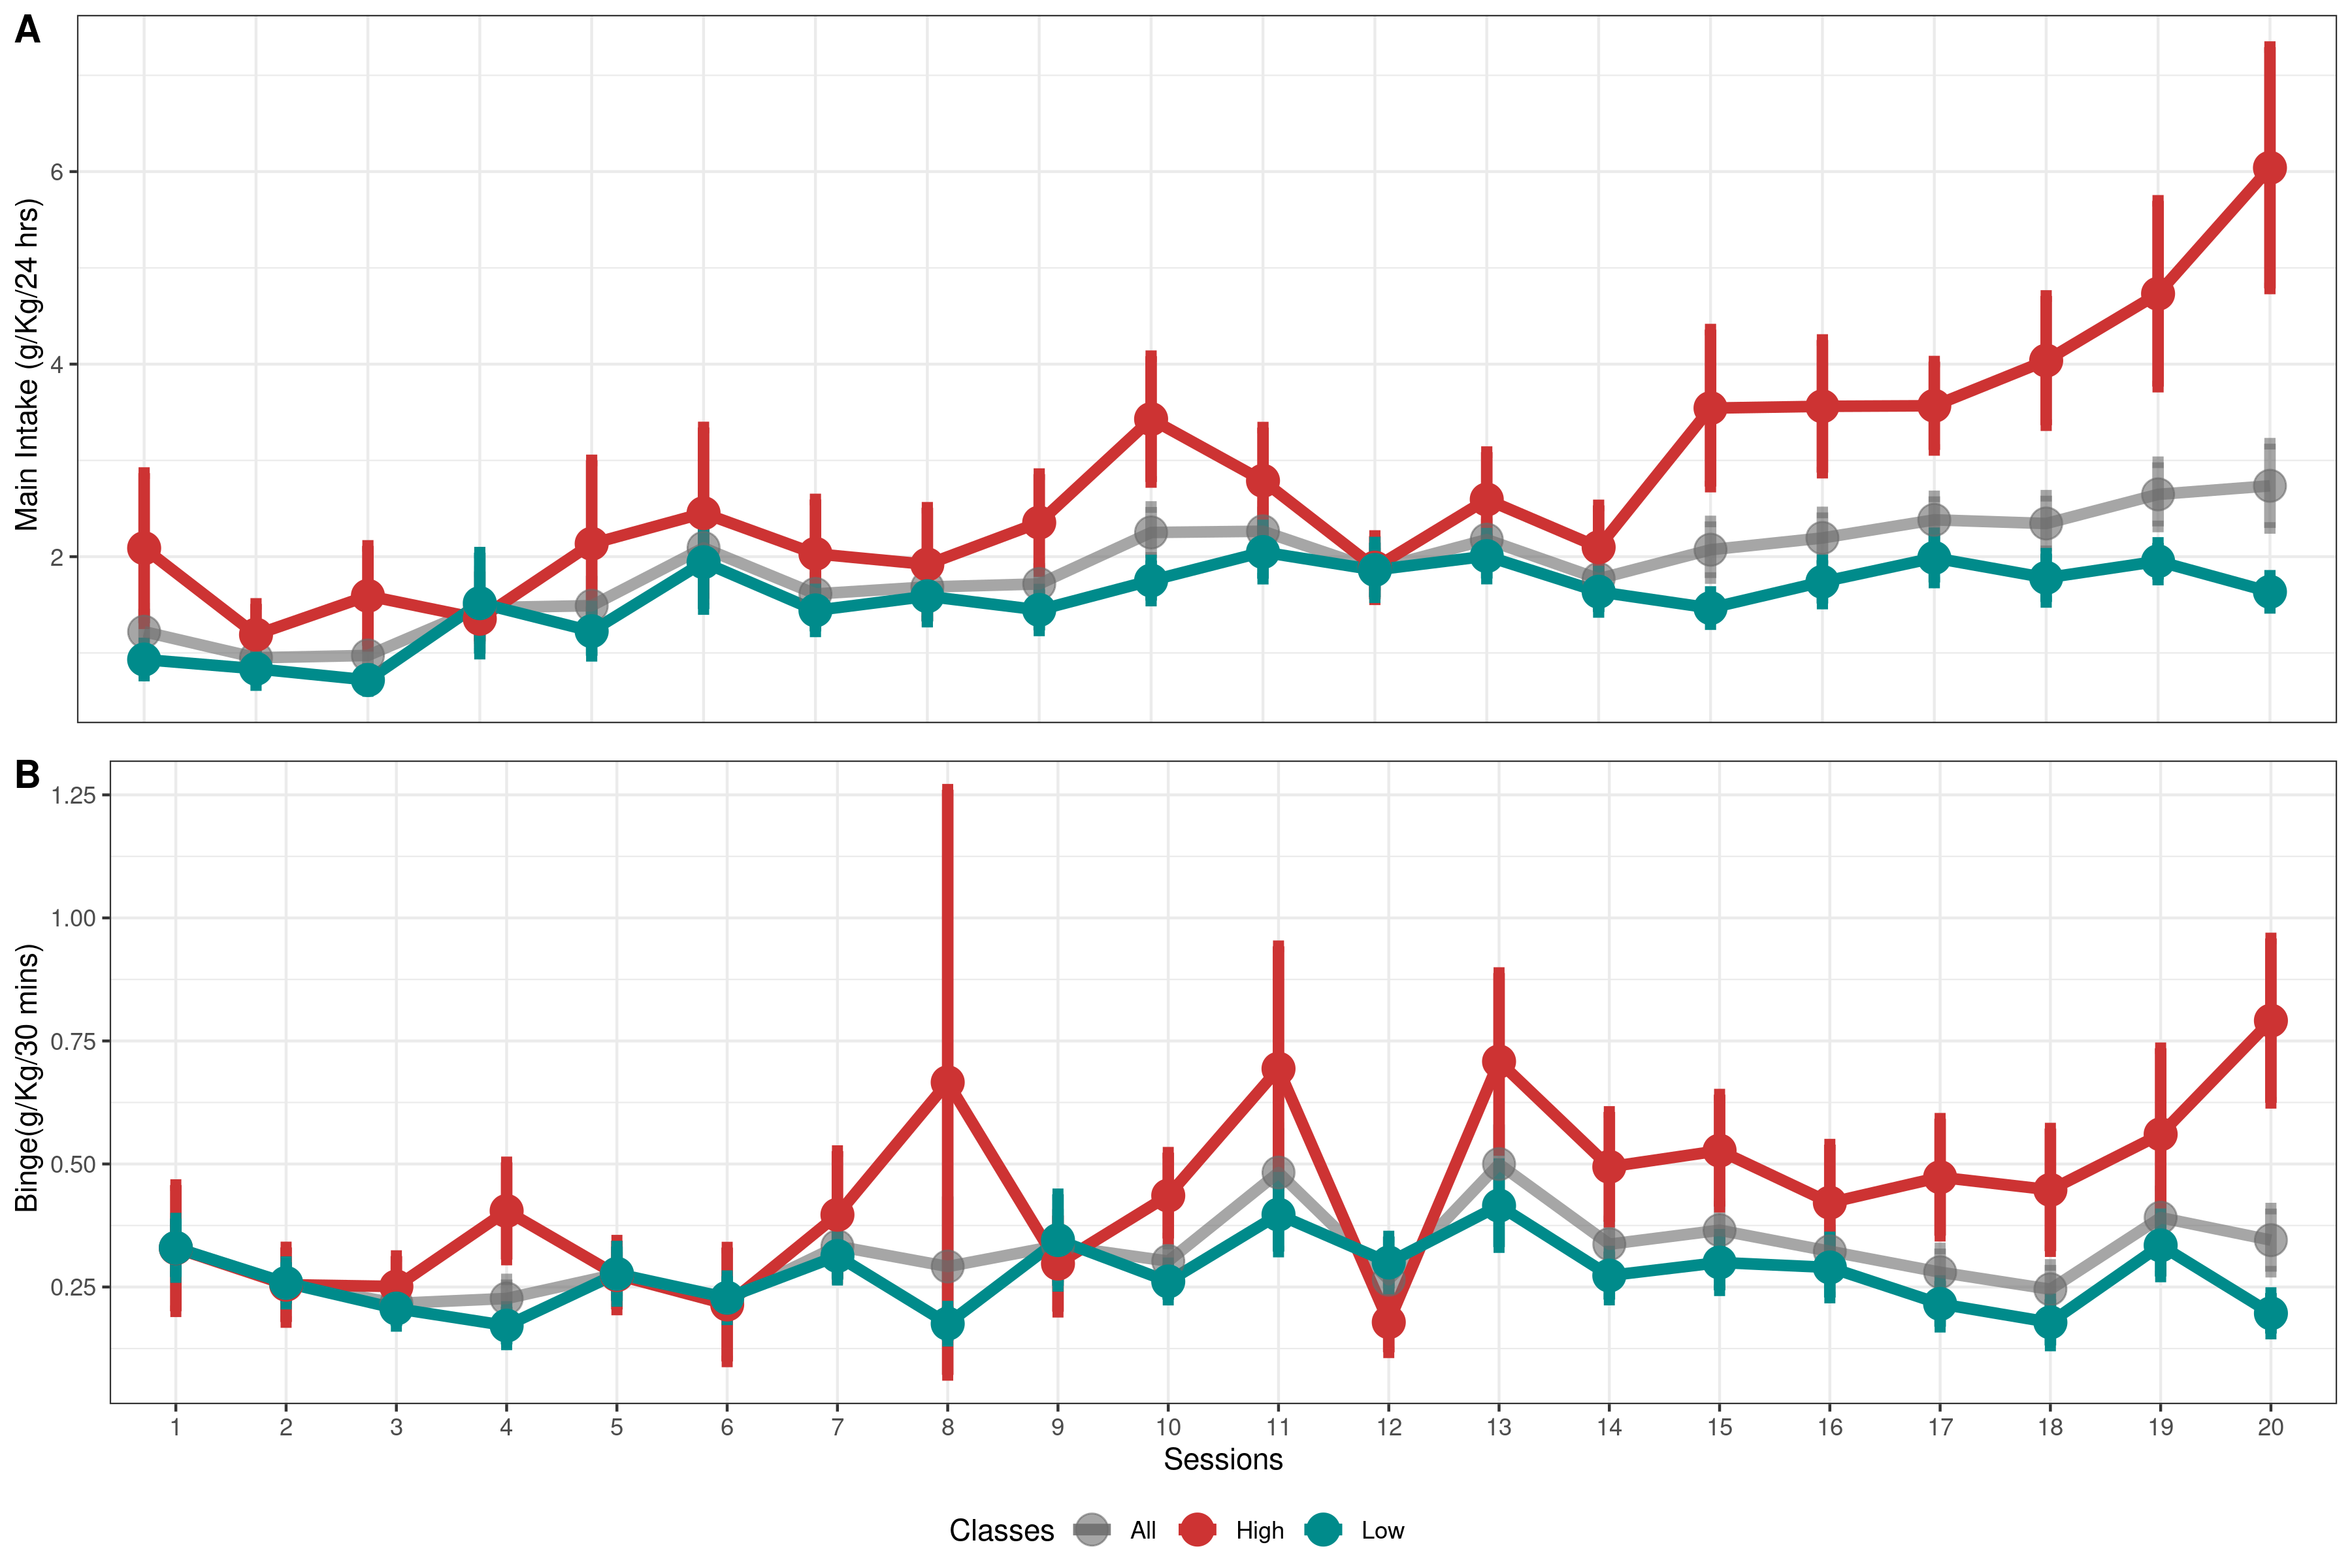 A
Main Intake (g/Kg/24 hrs)
6
4
2
B
Binge(g/Kg/30 mins)
1.25
1.00
0.75
0.50
0.25
1 2 3 4 5 6 7 8 9 10 11 12 13 14 15 16 17 18 19 20
Sessions
Classes All High Low